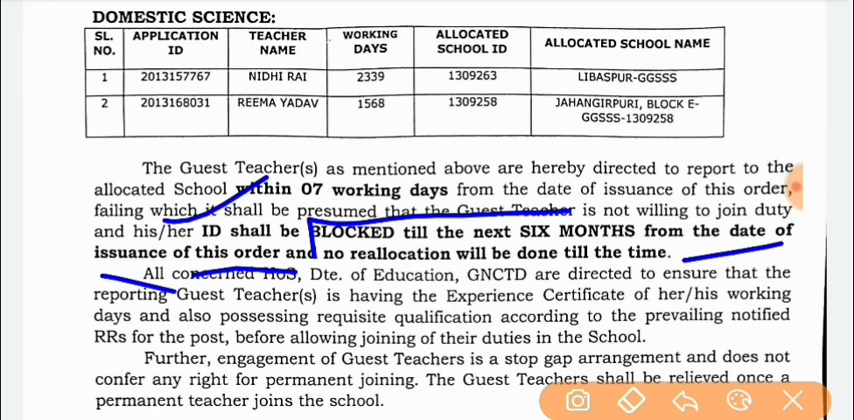 DOMESTIC SCIENCE:
SL. NO. APPLICATION ID TEACHER NAME WORKING DAYS ALLOCATED SCHOOL ID ALLOCATED SCHOOL NAME
1 2013157767 NIDHI RAI 2339 1309263 LIBASPUR-GGSSS
2 2013168031 REEMA YADAV 1568 1309258 JAHANGIRPURI, BLOCK E-GGSSS-1309258
The Guest Teacher(s) as mentioned above are hereby directed to report to the
allocated School within 07 working days from the date of issuance of this order,
failing which it shall be presumed that the Guest Teacher is not willing to join duty
and his/her ID shall be BLOCKED till the next SIX MONTHS from the date of
issuance of this order and no reallocation will be done till the time.
All concerned HoS, Dte. of Education, GNCTD are directed to ensure that the
reporting Guest Teacher(s) is having the Experience Certificate of her/his working
days and also possessing requisite qualification according to the prevailing notified
RRs for the post, before allowing joining of their duties in the School.
Further, engagement of Guest Teachers is a stop gap arrangement and does not
confer any right for permanent joining. The Guest Teachers shall be relieved once a
permanent teacher joins the school.